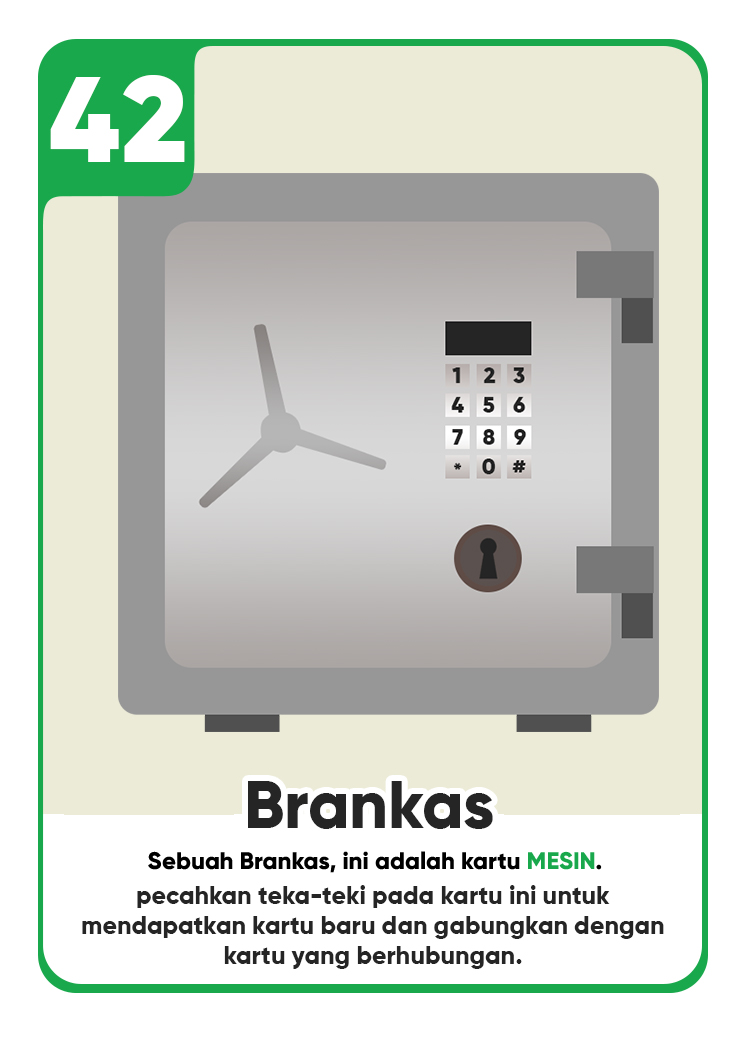 42
1 2 3
4 5 6
7 8 9
* 0 #
Brankas
Sebuah Brankas, ini adalah kartu MESIN.
pecahkan teka-teki pada kartu ini untuk
mendapatkan kartu baru dan gabungkan dengan
kartu yang berhubungan.